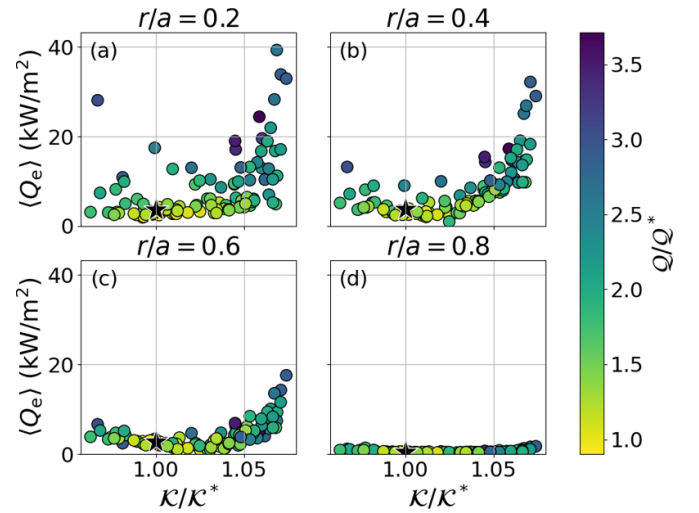 r/a = 0.2
r/a = 0.4
(a)
(b)
40
20
0
⟨Qe⟩ (kW/m²)
r/a = 0.6
r/a = 0.8
(c)
(d)
40
20
0
⟨Qe⟩ (kW/m²)
1.00 1.05
1.00 1.05
𝒦/𝒦*
𝒦/𝒦*
3.5
3.0
2.5
2.0
1.5
1.0
𝒬/𝒬*